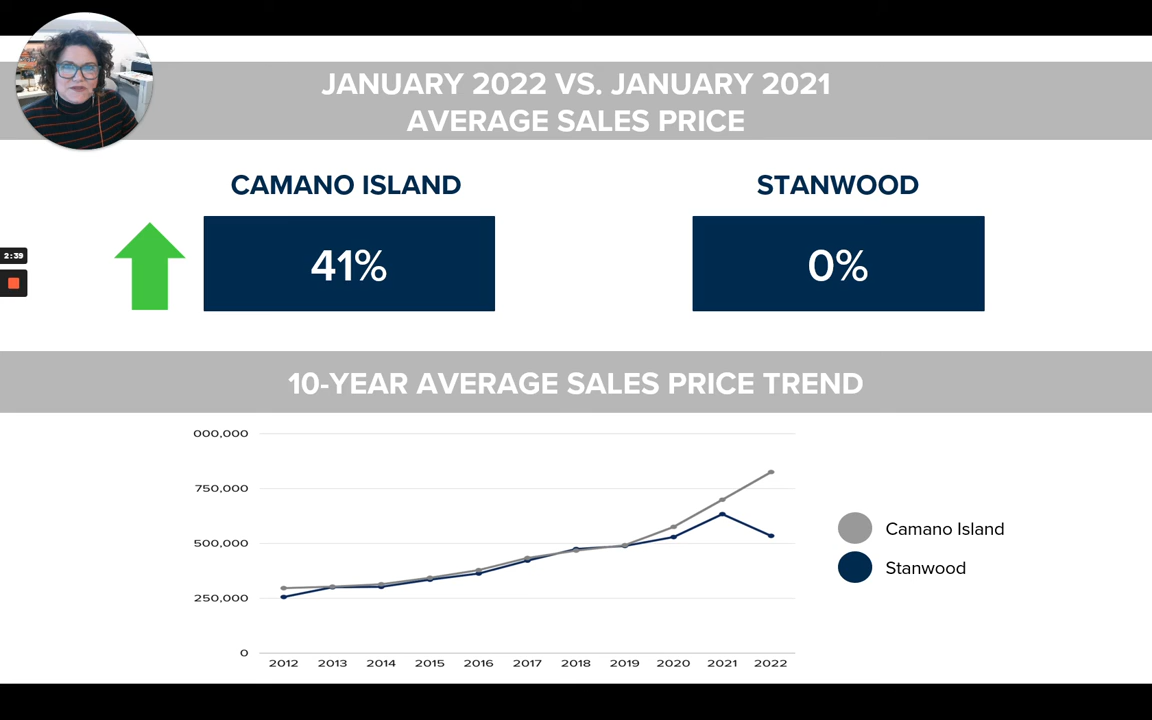 JANUARY 2022 VS. JANUARY 2021
AVERAGE SALES PRICE
CAMANO ISLAND
STANWOOD
41%
0%
2:39
10-YEAR AVERAGE SALES PRICE TREND
000,000
750,000
500,000
250,000
0
2012 2013 2014 2015 2016 2017 2018 2019 2020 2021 2022
Camano Island
Stanwood